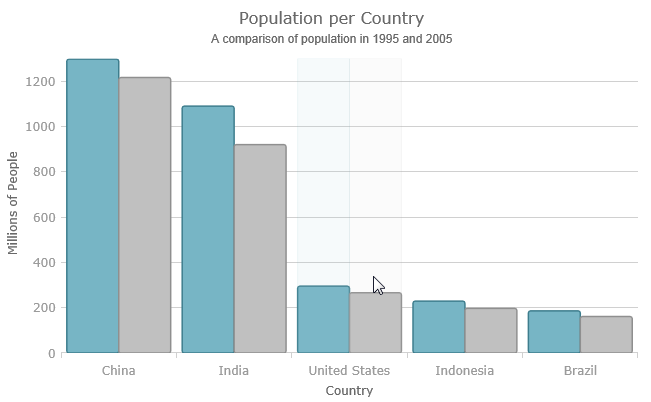 Population per Country
A comparison of population in 1995 and 2005
Millions of People
1200
1000
800
600
400
200
0
China India United States Indonesia Brazil
Country